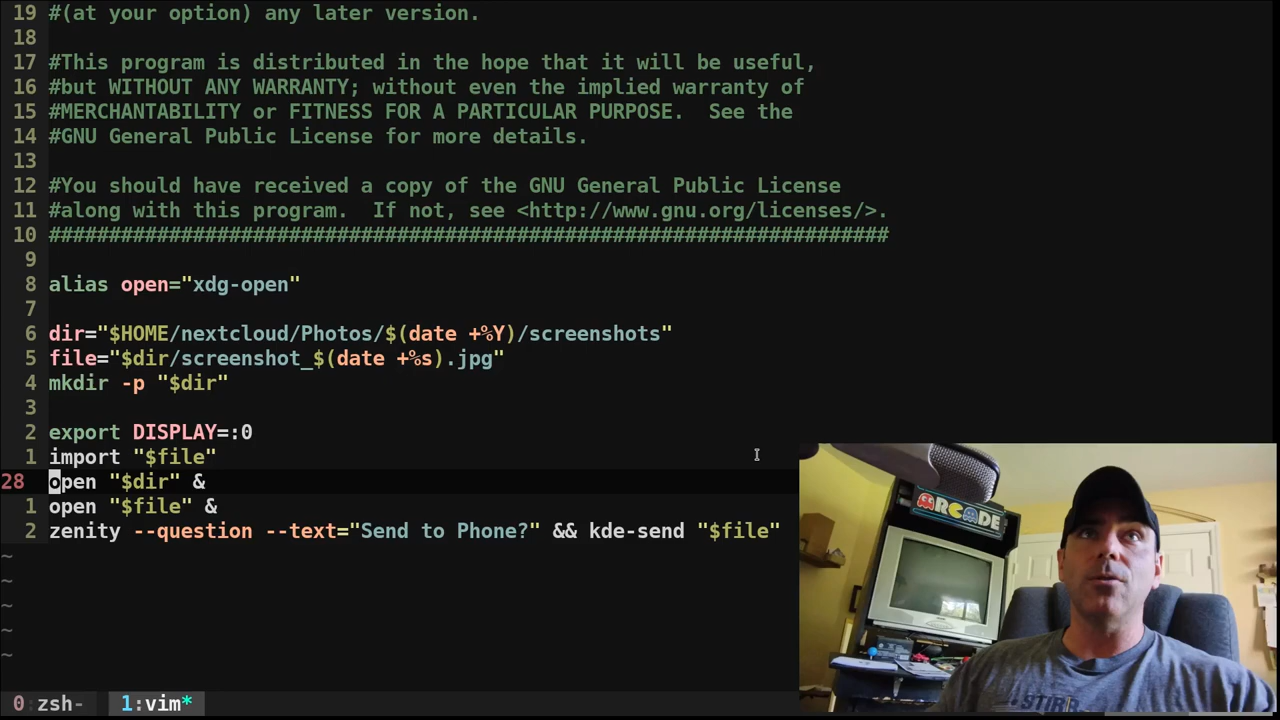 19 #(at your option) any later version.
18
17 #This program is distributed in the hope that it will be useful,
16 #but WITHOUT ANY WARRANTY; without even the implied warranty of
15 #MERCHANTABILITY or FITNESS FOR A PARTICULAR PURPOSE.  See the
14 #GNU General Public License for more details.
13
12 #You should have received a copy of the GNU General Public License
11 #along with this program.  If not, see <http://www.gnu.org/licenses/>.
10 ######################################################################
9
8 alias open="xdg-open"
7
6 dir="$HOME/nextcloud/Photos/$(date +%Y)/screenshots"
5 file="$dir/screenshot_$(date +%s).jpg"
4 mkdir -p "$dir"
3
2 export DISPLAY=:0
1 import "$file"
28 open "$dir" &
1 open "$file" &
2 zenity --question --text="Send to Phone?" && kde-send "$file"
~
~
~
~
~
ARCADE
0:zsh- 1:vim*